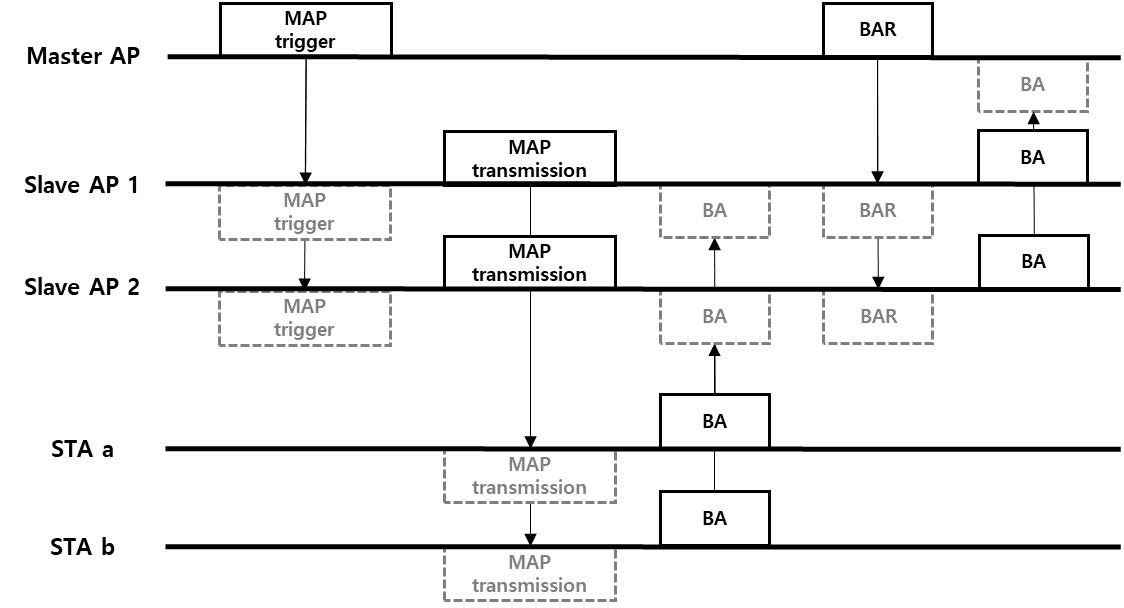 MAP
trigger
BAR
Master AP
BA
MAP
transmission
BA
Slave AP 1
MAP
trigger
BA
BAR
MAP
transmission
BA
Slave AP 2
MAP
trigger
BA
BAR
BA
STA a
MAP
transmission
BA
STA b
MAP
transmission